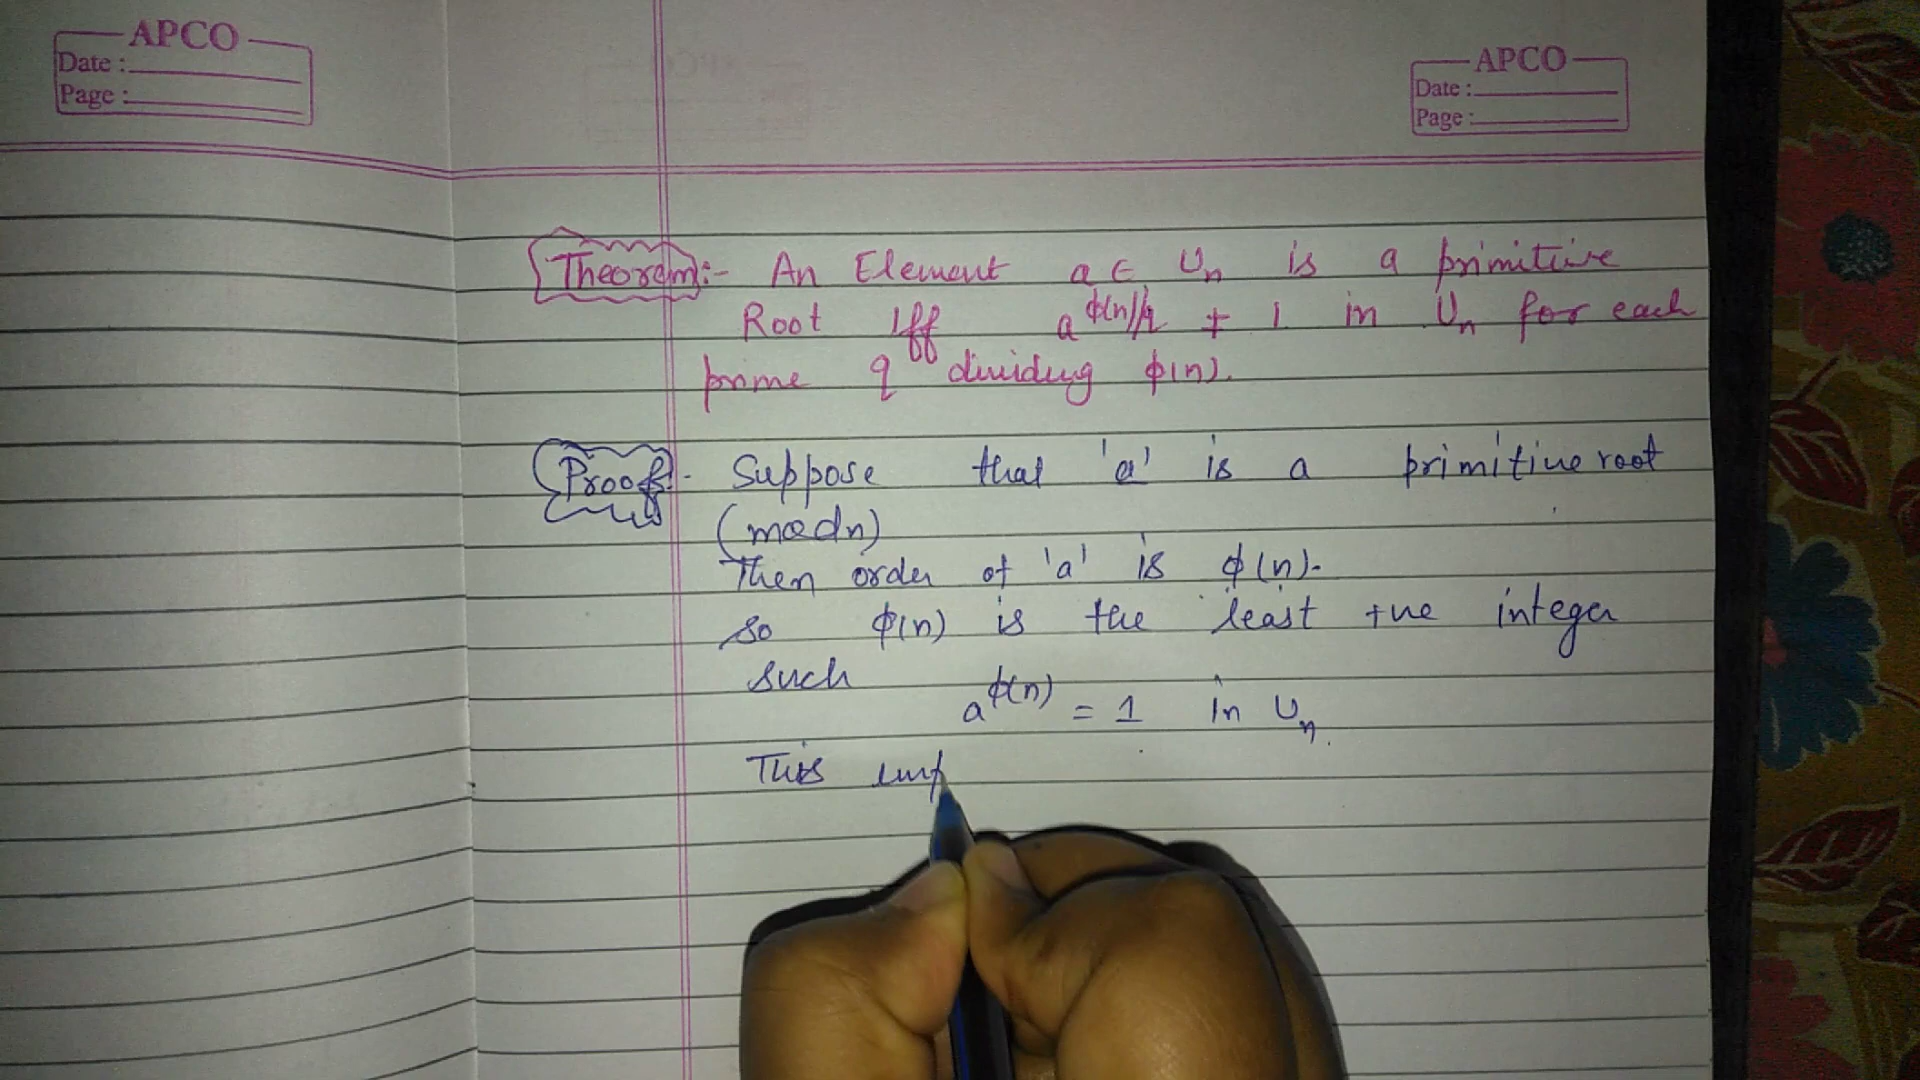 APCO
Date :
Page :
APCO
Date :
Page :
Theorem:- An Element a ∈ Un is a primitive
Root Iff a^ϕ(n)/q ≠ 1 in Un for each
prime q dividing ϕ(n).
Proof:- Suppose that 'a' is a primitive root
(modn)
Then order of 'a' is ϕ(n).
so ϕ(n) is the least +ve integer
such
a^ϕ(n) = 1 in Un.
This imp